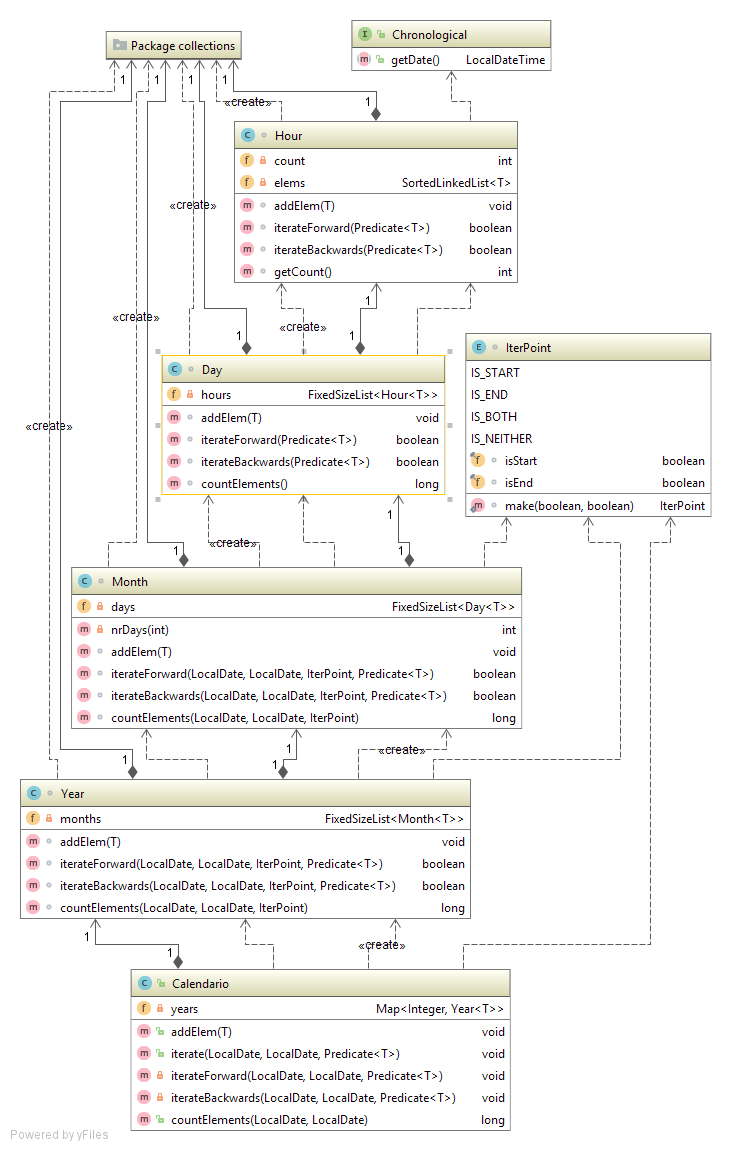 Package collections
C Chronological
getDate() LocalDateTime
1 1 1 1 1
«create»
1
C Hour
f count int
f elems SortedLinkedList<T>
m addElem(T) void
m iterateForward(Predicate<T>) boolean
m iterateBackwards(Predicate<T>) boolean
m getCount() int
«create»
«create»
«create»
1
1 1
C Day
f hours FixedSizeList<Hour<T>>
m addElem(T) void
m iterateForward(Predicate<T>) boolean
m iterateBackwards(Predicate<T>) boolean
m countElements() long
E IterPoint
IS_START
IS_END
IS_BOTH
IS_NEITHER
f isStart boolean
f isEnd boolean
m make(boolean, boolean) IterPoint
«create»
1
«create»
1 1
C Month
f days FixedSizeList<Day<T>>
m nrDays(int) int
m addElem(T) void
m iterateForward(LocalDate, LocalDate, IterPoint, Predicate<T>) boolean
m iterateBackwards(LocalDate, LocalDate, IterPoint, Predicate<T>) boolean
m countElements(LocalDate, LocalDate, IterPoint) long
1
«create»
1 1
C Year
f months FixedSizeList<Month<T>>
m addElem(T) void
m iterateForward(LocalDate, LocalDate, IterPoint, Predicate<T>) boolean
m iterateBackwards(LocalDate, LocalDate, IterPoint, Predicate<T>) boolean
m countElements(LocalDate, LocalDate, IterPoint) long
1
«create»
1
C Calendario
f years Map<Integer, Year<T>>
m addElem(T) void
m iterate(LocalDate, LocalDate, Predicate<T>) void
m iterateForward(LocalDate, LocalDate, Predicate<T>) void
m iterateBackwards(LocalDate, LocalDate, Predicate<T>) void
m countElements(LocalDate, LocalDate) long
Powered by yFiles